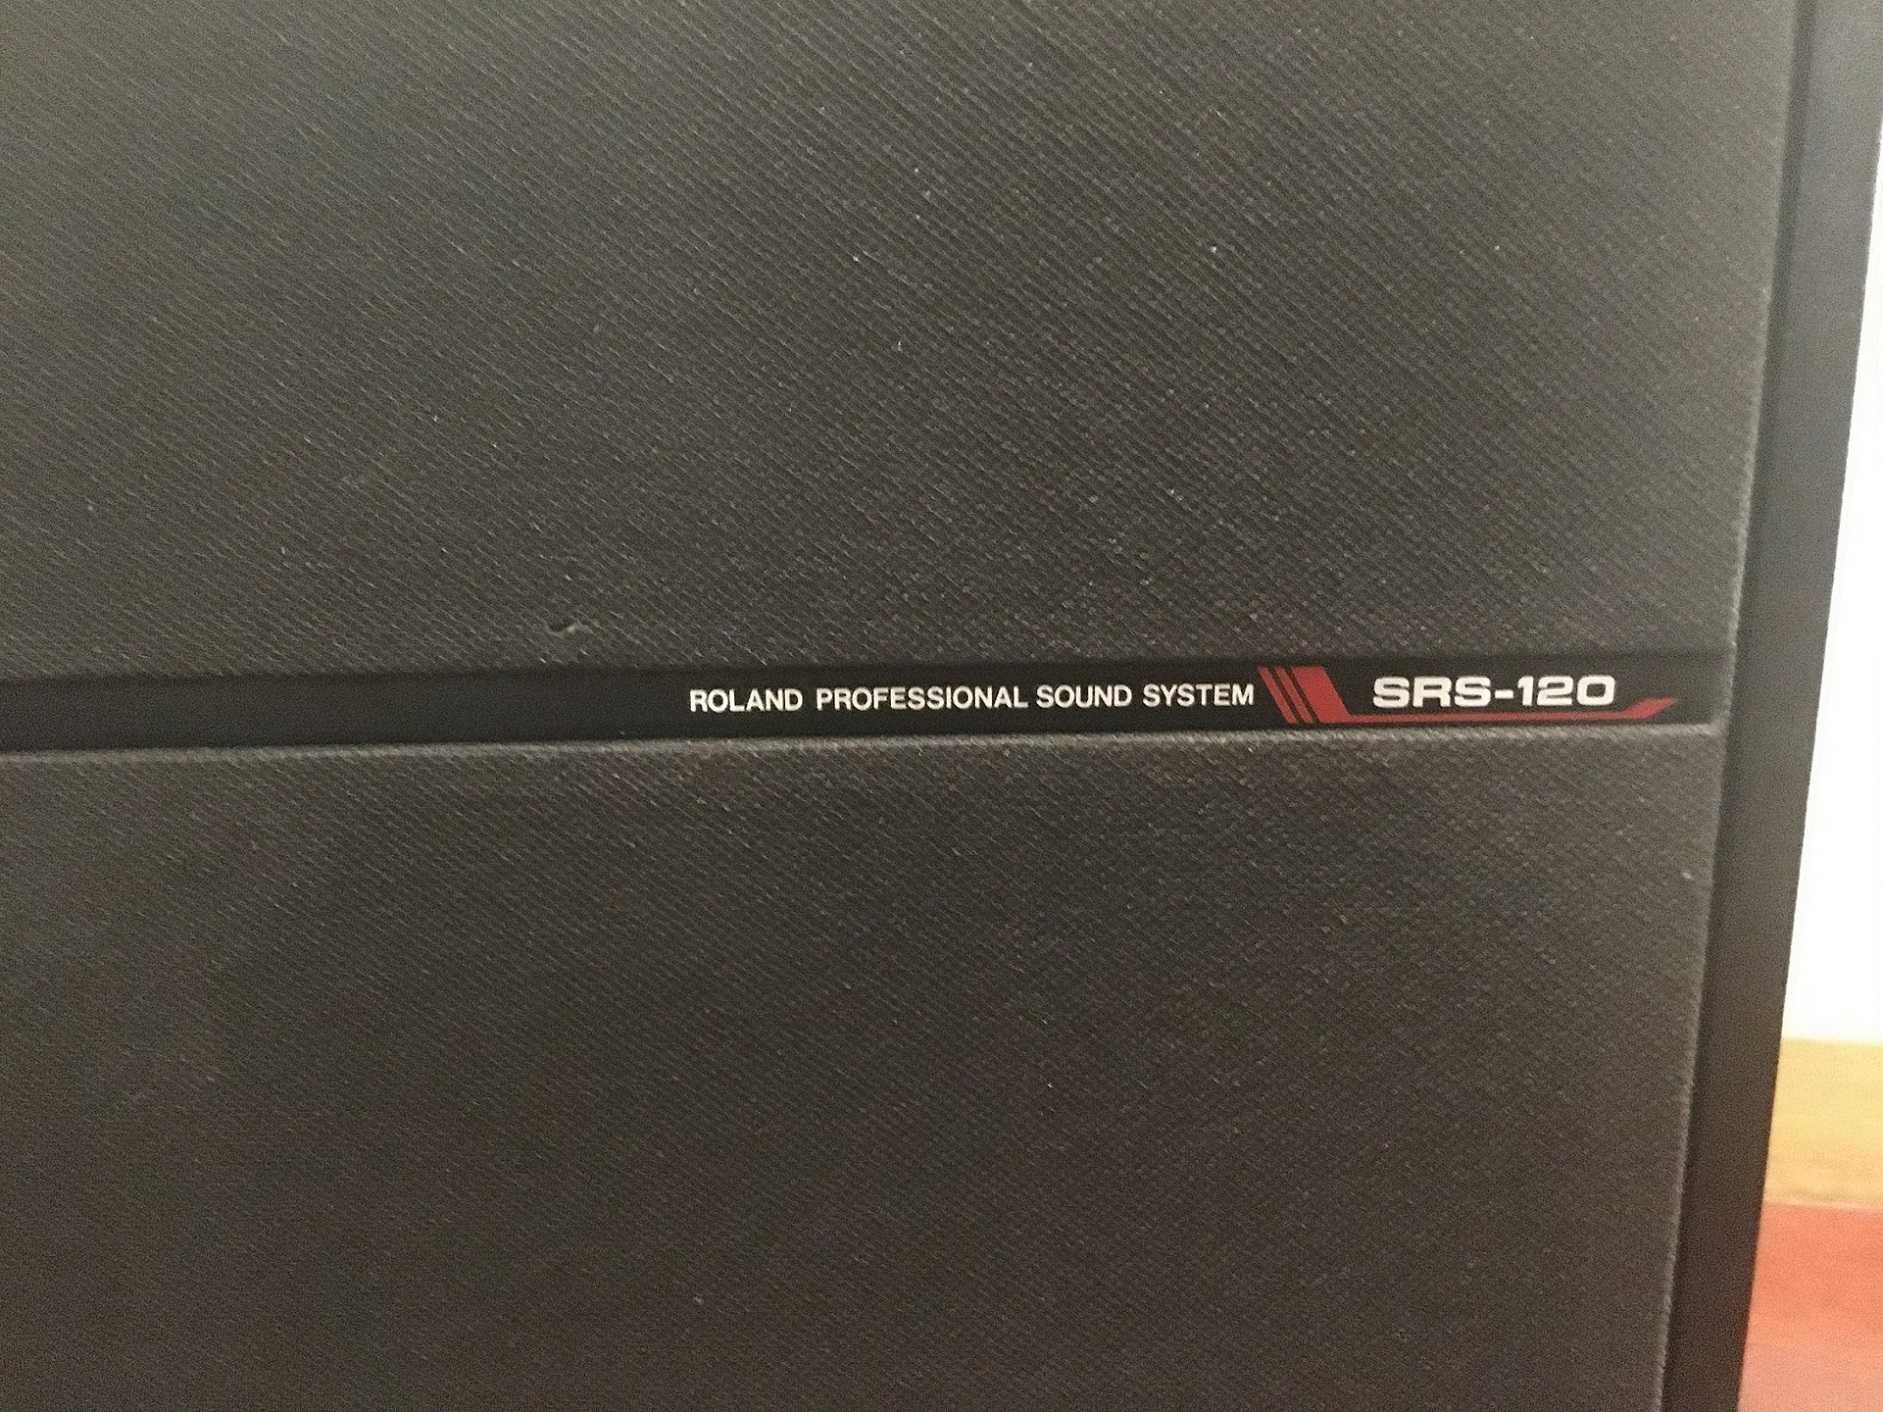 ROLAND PROFESSIONAL SOUND SYSTEM SRS-120